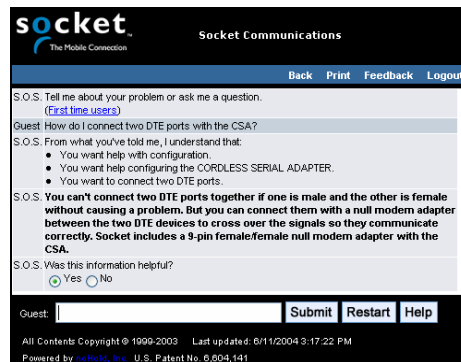 socket™
The Mobile Connection
Socket Communications
Back Print Feedback Logout
S.O.S. Tell me about your problem or ask me a question.
(First time users)
Guest How do I connect two DTE ports with the CSA?
S.O.S. From what you've told me, I understand that:
• You want help with configuration.
• You want help configuring the CORDLESS SERIAL ADAPTER.
• You want to connect two DTE ports.
S.O.S. You can't connect two DTE ports together if one is male and the other is female
without causing a problem. But you can connect them with a null modem adapter
between the two DTE devices to cross over the signals so they communicate
correctly. Socket includes a 9-pin female/female null modem adapter with the
CSA.
S.O.S. Was this information helpful?
Yes No
Guest:
Submit Restart Help
All Contents Copyright © 1999-2003 Last updated: 6/11/2004 3:17:22 PM
Powered by U.S. Patent No. 6,604,141